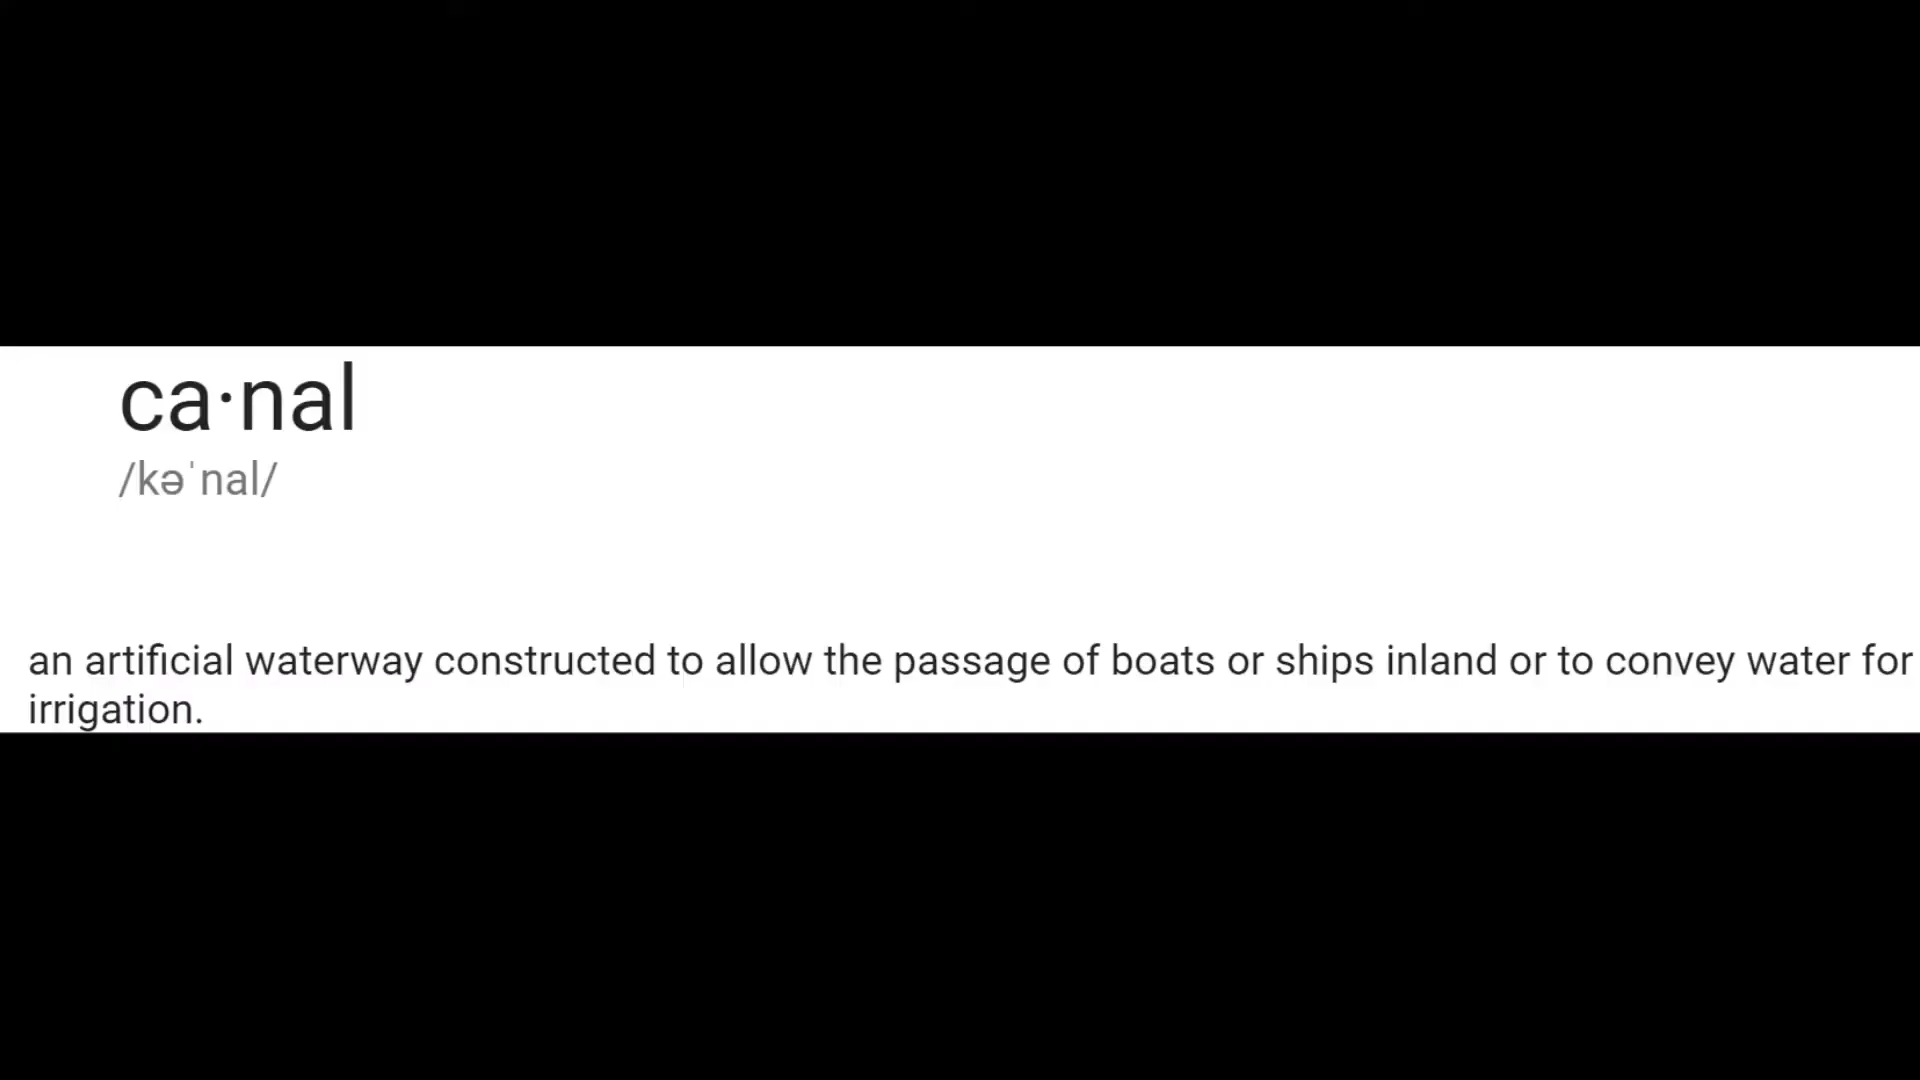 ca·nal
/kəˈnal/
an artificial waterway constructed to allow the passage of boats or ships inland or to convey water for
irrigation.